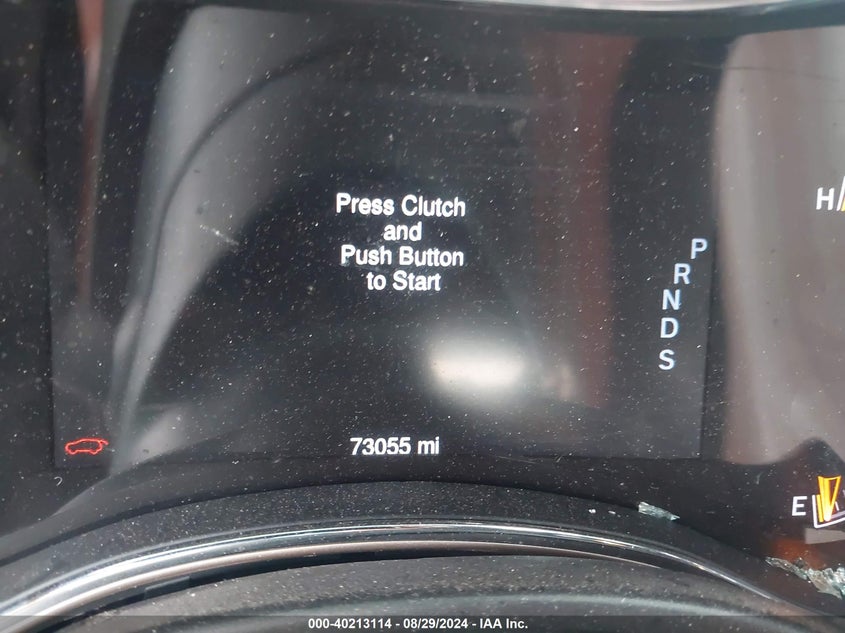 Press Clutch
and
Push Button
to Start
H
P
R
N
D
S
73055 mi
E
000-40213114 - 08/29/2024 - IAA Inc.